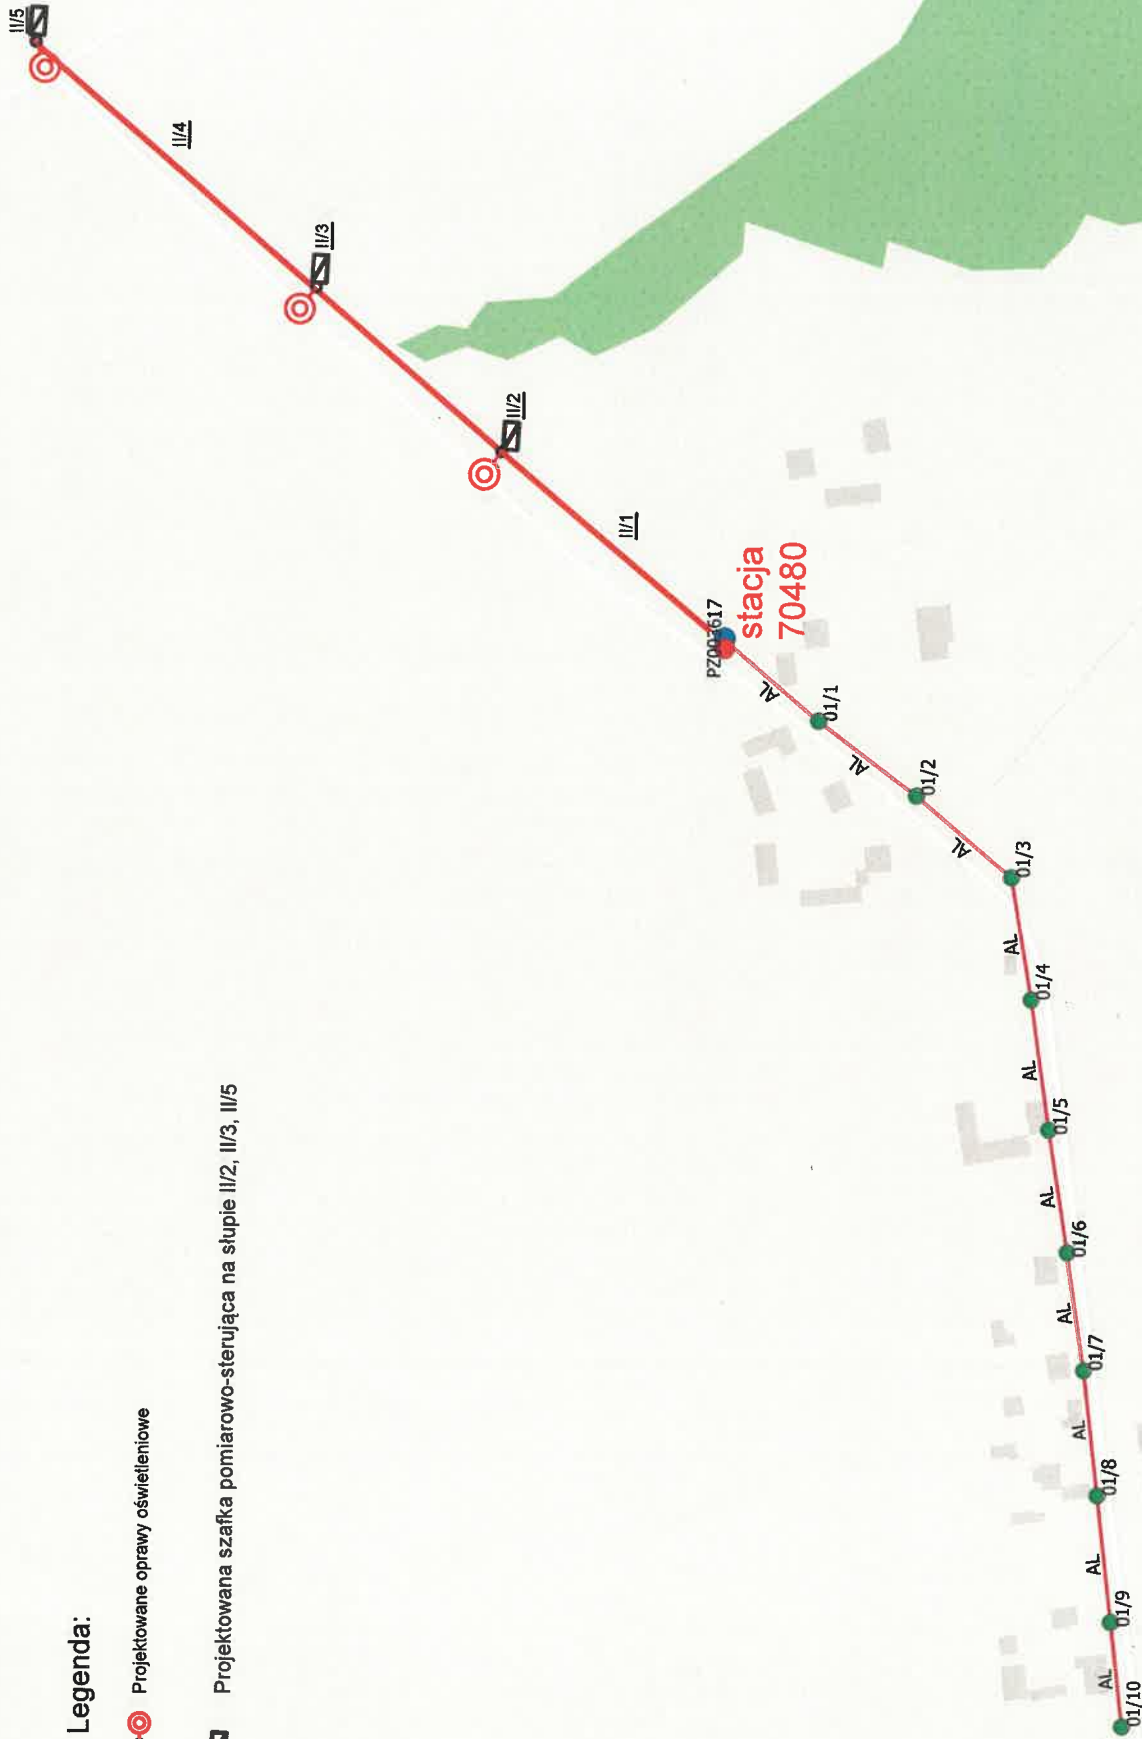 Legenda:
Projektowane oprawy oświetleniowe
Projektowana szafka pomiarowo-sterująca na słupie II/2, II/3, II/5
II/5
II/4
II/3
II/2
II/1
stacja
70480
AL
01/1
AL
01/2
AL
01/3
AL
01/4
AL
01/5
AL
01/6
AL
01/7
AL
01/8
AL
01/9
AL
01/10